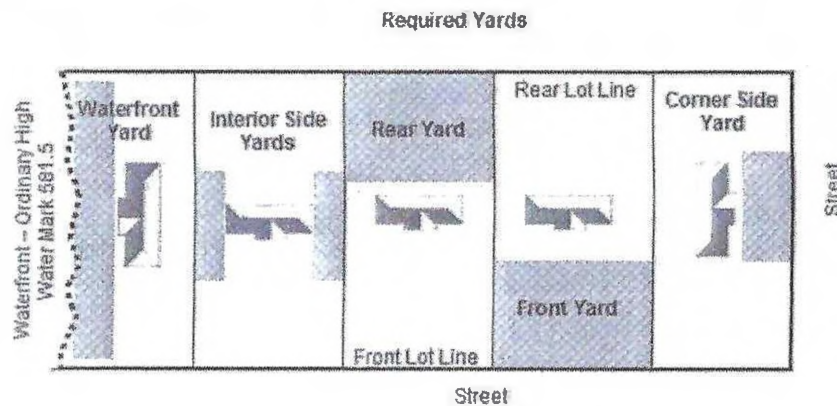 Required Yards
Waterfront – Ordinary High
Water Mark 581.5
Waterfront
Yard
Interior Side
Yards
Rear Yard
Rear Lot Line
Corner Side
Yard
Street
Front Yard
Front Lot Line
Street